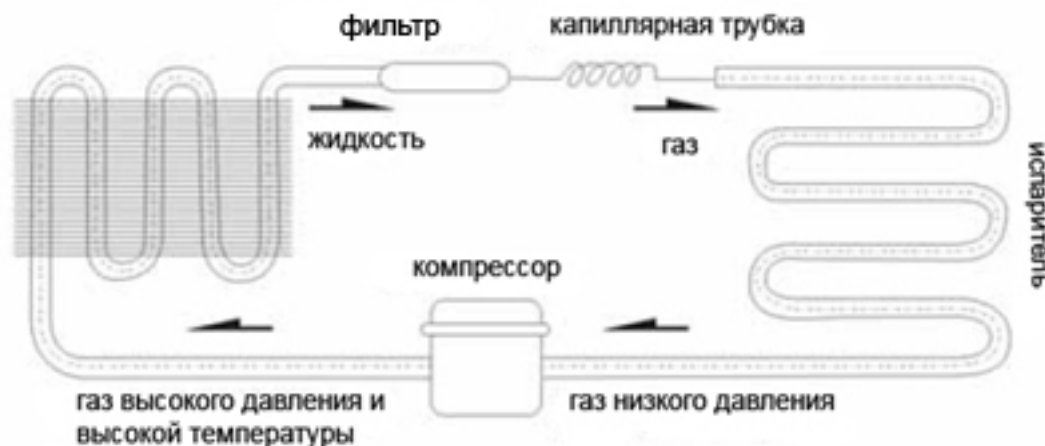 фильтр
капиллярная трубка
жидкость
газ
испаритель
компрессор
газ высокого давления и
высокой температуры
газ низкого давления